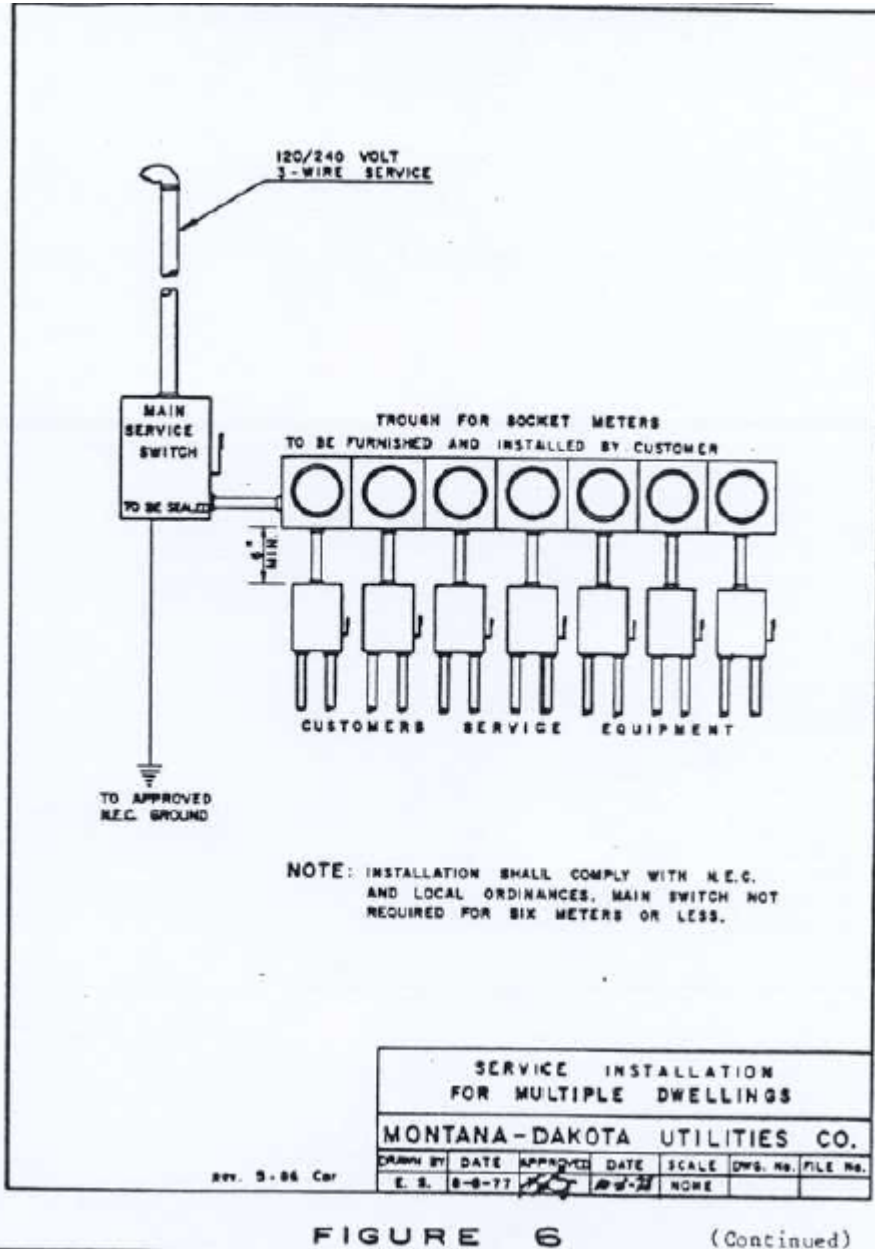 120/240 VOLT
3-WIRE SERVICE
MAIN
SERVICE
SWITCH
TO BE SEALED
TROUGH FOR SOCKET METERS
TO BE FURNISHED AND INSTALLED BY CUSTOMER
6"
MIN.
CUSTOMERS SERVICE EQUIPMENT
TO APPROVED
N.E.C. GROUND
NOTE: INSTALLATION SHALL COMPLY WITH N.E.C.
AND LOCAL ORDINANCES. MAIN SWITCH NOT
REQUIRED FOR SIX METERS OR LESS.
SERVICE INSTALLATION
FOR MULTIPLE DWELLINGS
MONTANA-DAKOTA UTILITIES CO.
DRAWN BY DATE APPROVED DATE SCALE DWG. No. FILE No.
E. S. 8-8-77 NONE
REV. 5-86 Car
FIGURE 6 (Continued)